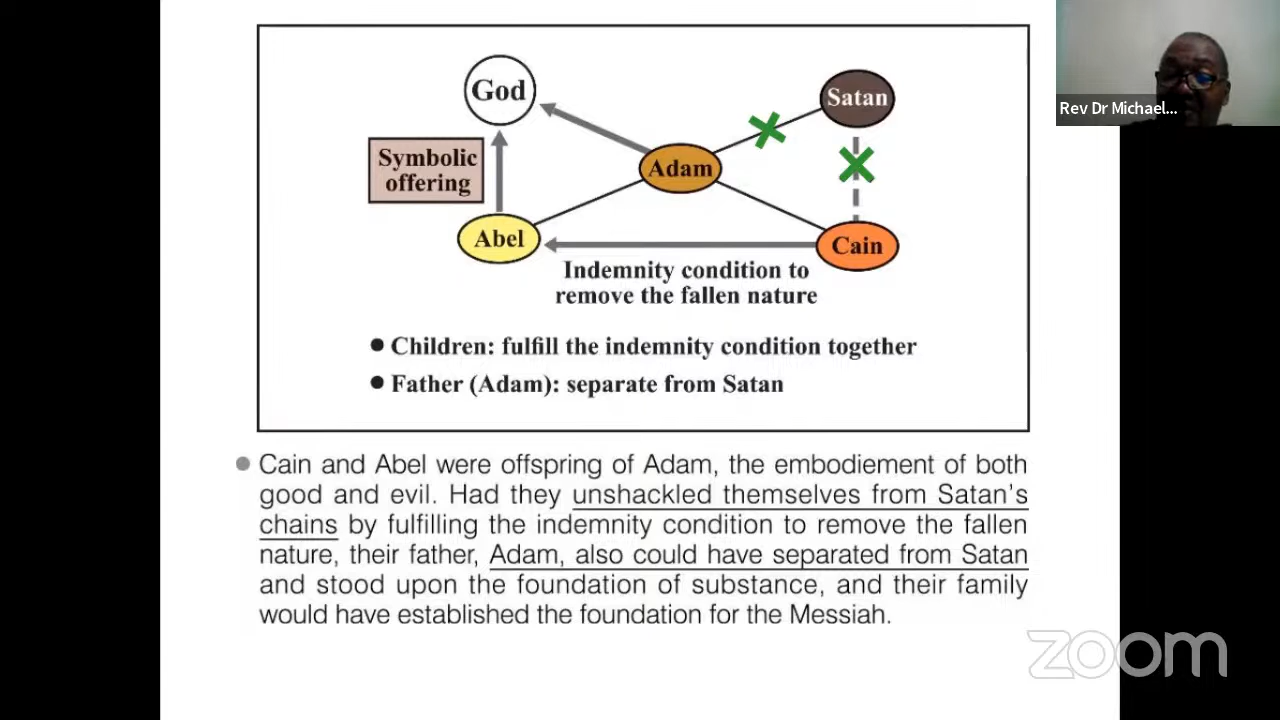 God
Satan
Rev Dr Michael...
Symbolic
offering
Adam
Abel
Cain
Indemnity condition to
remove the fallen nature
● Children: fulfill the indemnity condition together
● Father (Adam): separate from Satan
● Cain and Abel were offspring of Adam, the embodiement of both
good and evil. Had they unshackled themselves from Satan's
chains by fulfilling the indemnity condition to remove the fallen
nature, their father, Adam, also could have separated from Satan
and stood upon the foundation of substance, and their family
would have established the foundation for the Messiah.
zoom